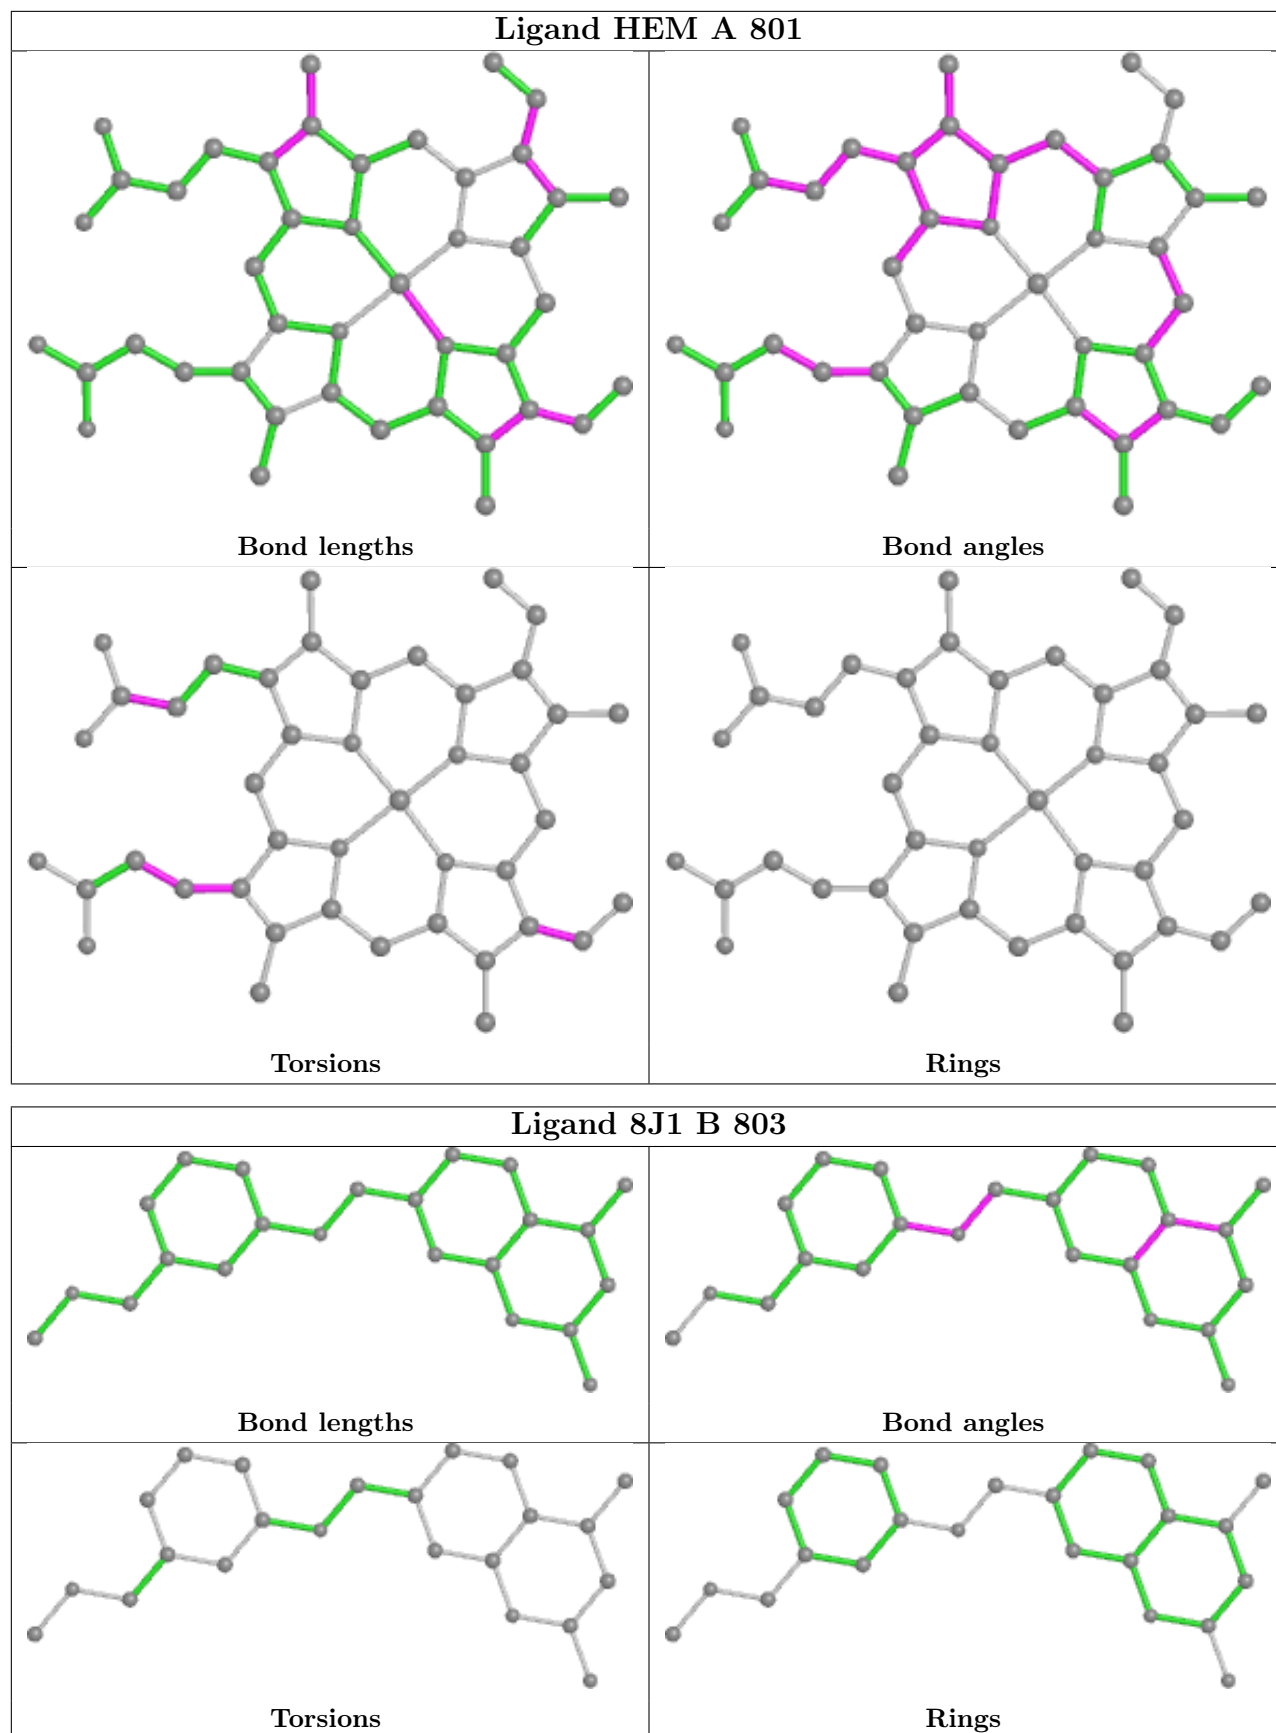 Ligand HEM A 801
Bond lengths
Bond angles
Torsions
Rings
Ligand 8J1 B 803
Bond lengths
Bond angles
Torsions
Rings